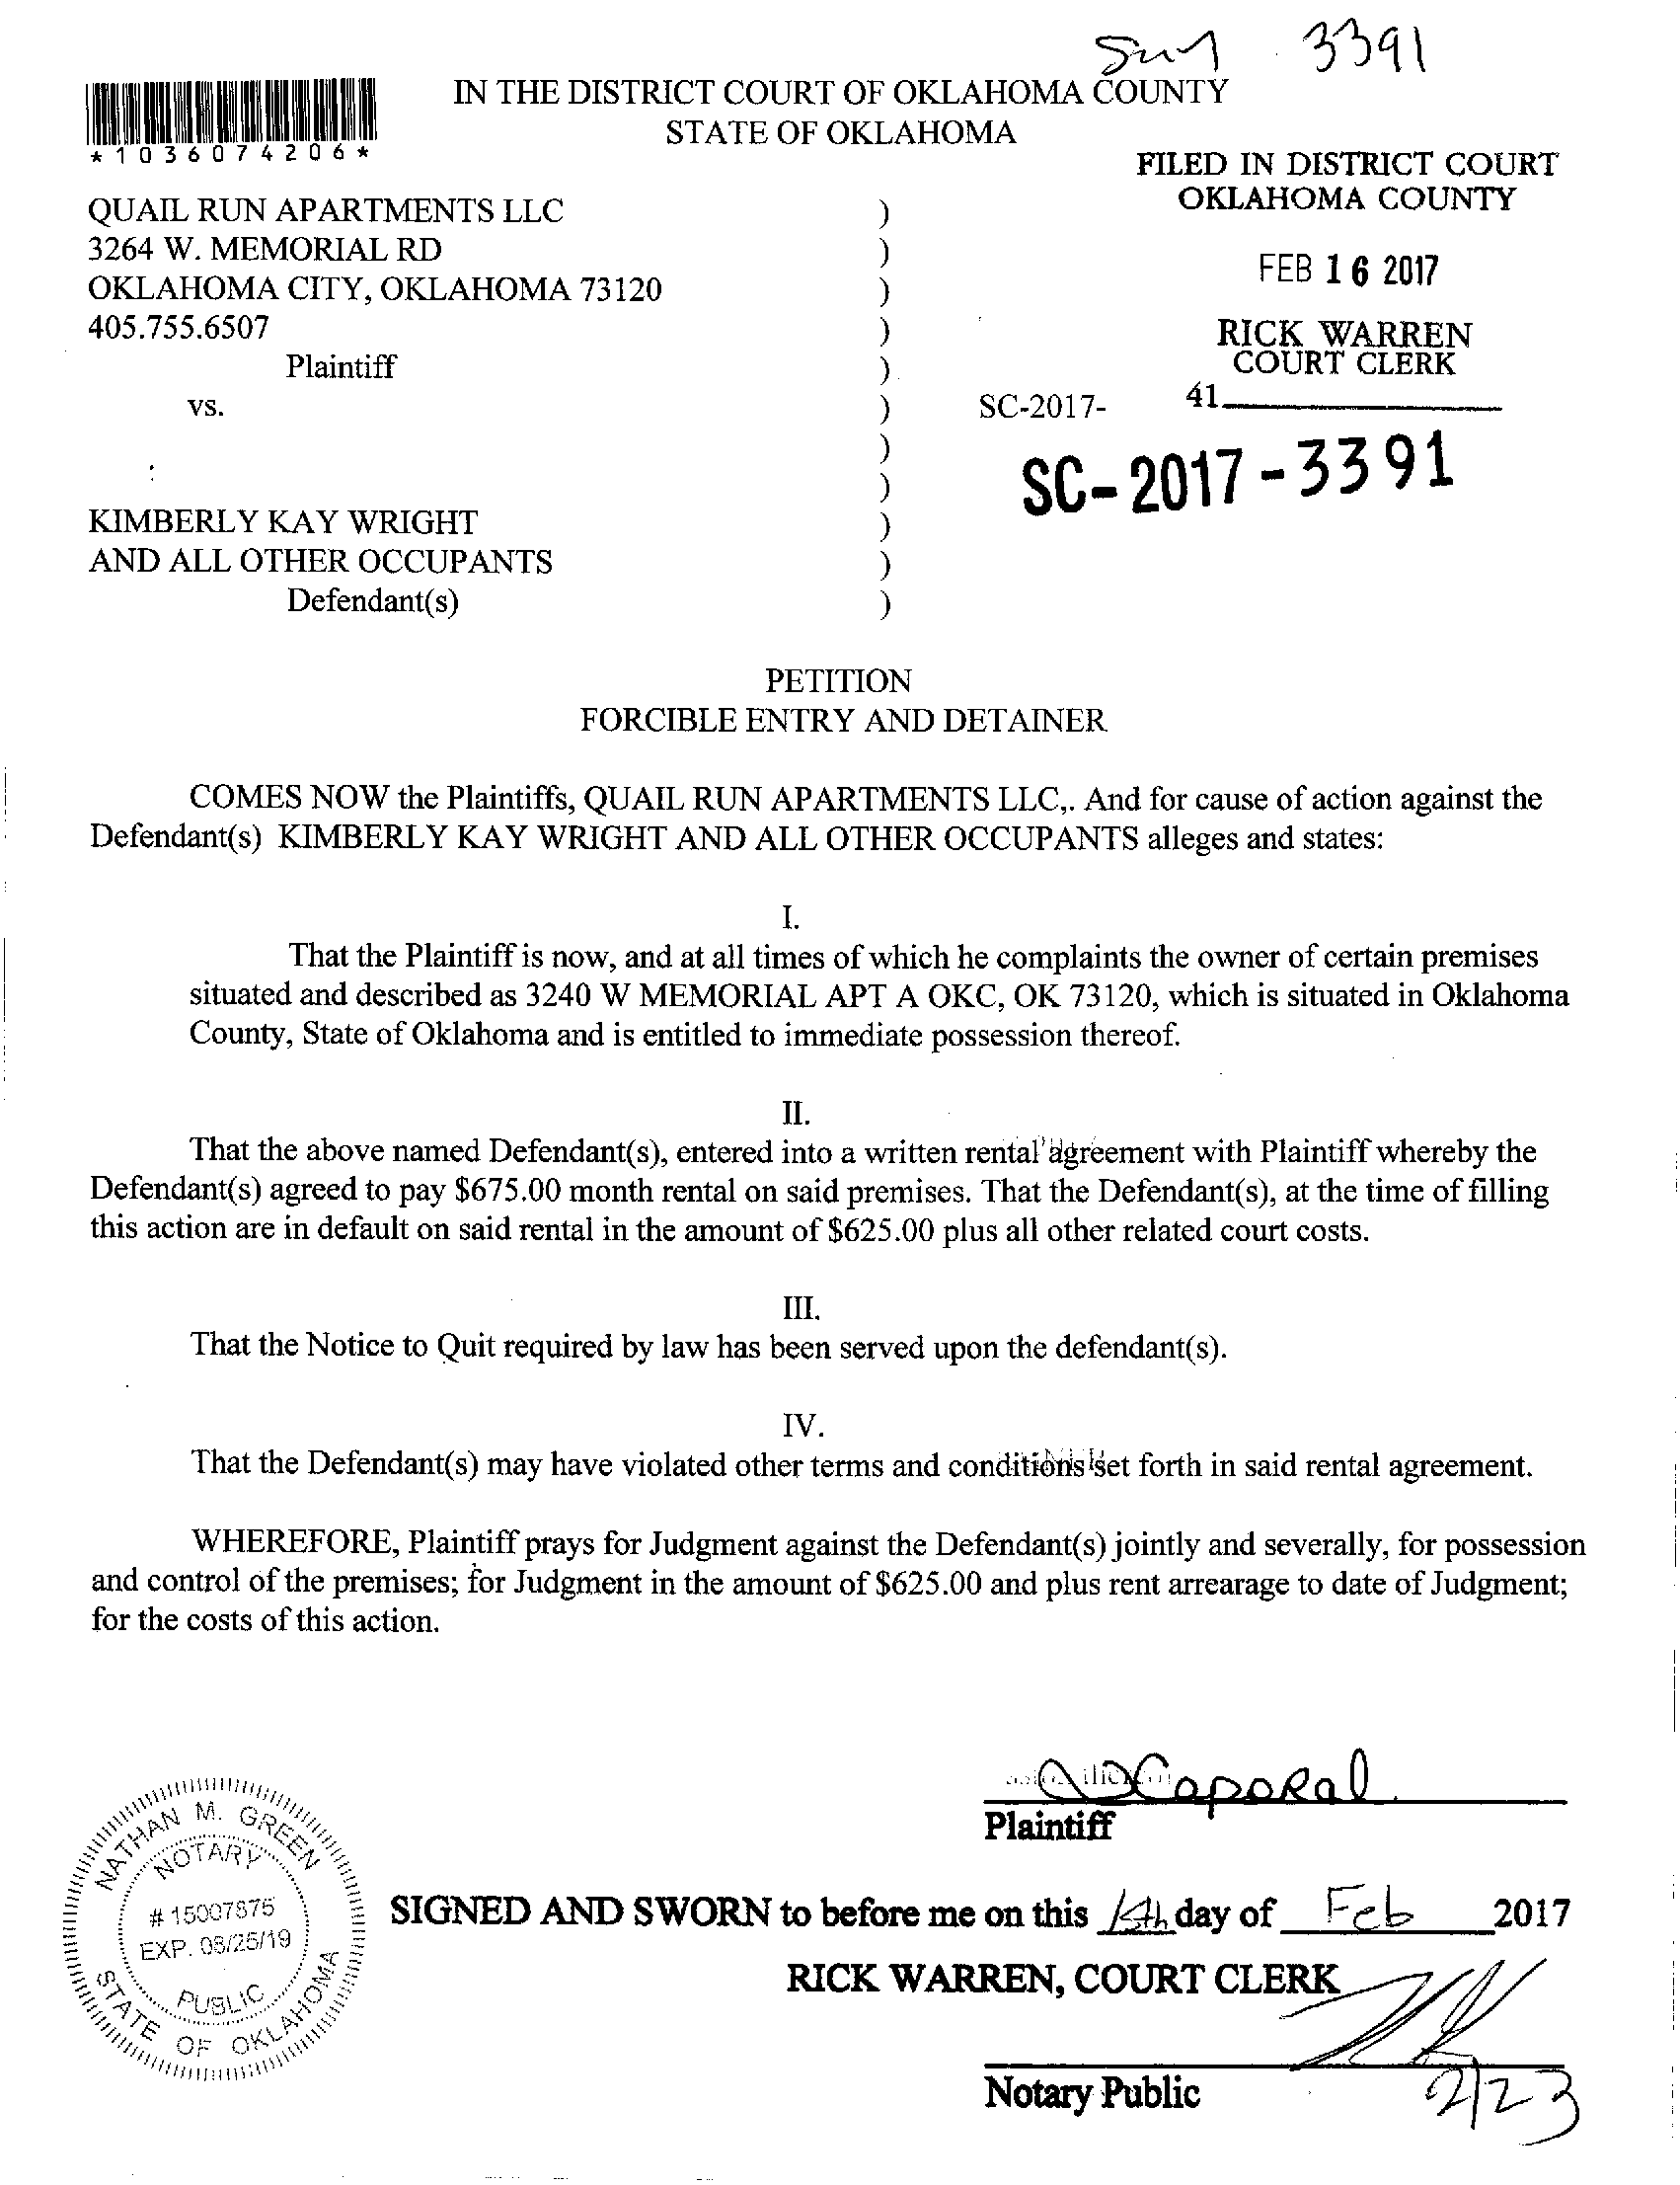 3391
IN THE DISTRICT COURT OF OKLAHOMA COUNTY
STATE OF OKLAHOMA
*1036074206*
FILED IN DISTRICT COURT
OKLAHOMA COUNTY
FEB 16 2017
RICK WARREN
COURT CLERK
41
QUAIL RUN APARTMENTS LLC )
3264 W. MEMORIAL RD )
OKLAHOMA CITY, OKLAHOMA 73120 )
405.755.6507 )
Plaintiff )
vs. ) SC-2017-
)
SC-2017-3391
)
KIMBERLY KAY WRIGHT )
AND ALL OTHER OCCUPANTS )
Defendant(s) )
PETITION
FORCIBLE ENTRY AND DETAINER
COMES NOW the Plaintiffs, QUAIL RUN APARTMENTS LLC,. And for cause of action against the
Defendant(s) KIMBERLY KAY WRIGHT AND ALL OTHER OCCUPANTS alleges and states:
I.
That the Plaintiff is now, and at all times of which he complaints the owner of certain premises
situated and described as 3240 W MEMORIAL APT A OKC, OK 73120, which is situated in Oklahoma
County, State of Oklahoma and is entitled to immediate possession thereof.
II.
That the above named Defendant(s), entered into a written rental agreement with Plaintiff whereby the
Defendant(s) agreed to pay $675.00 month rental on said premises. That the Defendant(s), at the time of filling
this action are in default on said rental in the amount of $625.00 plus all other related court costs.
III.
That the Notice to Quit required by law has been served upon the defendant(s).
IV.
That the Defendant(s) may have violated other terms and conditions set forth in said rental agreement.
WHEREFORE, Plaintiff prays for Judgment against the Defendant(s) jointly and severally, for possession
and control of the premises; for Judgment in the amount of $625.00 and plus rent arrearage to date of Judgment;
for the costs of this action.
Caporal
Plaintiff
NATHAN M. GREEN
NOTARY
# 15007875
EXP. 08/25/19
PUBLIC
STATE OF OKLAHOMA
SIGNED AND SWORN to before me on this day of Feb 2017
RICK WARREN, COURT CLERK
Notary Public
2/23